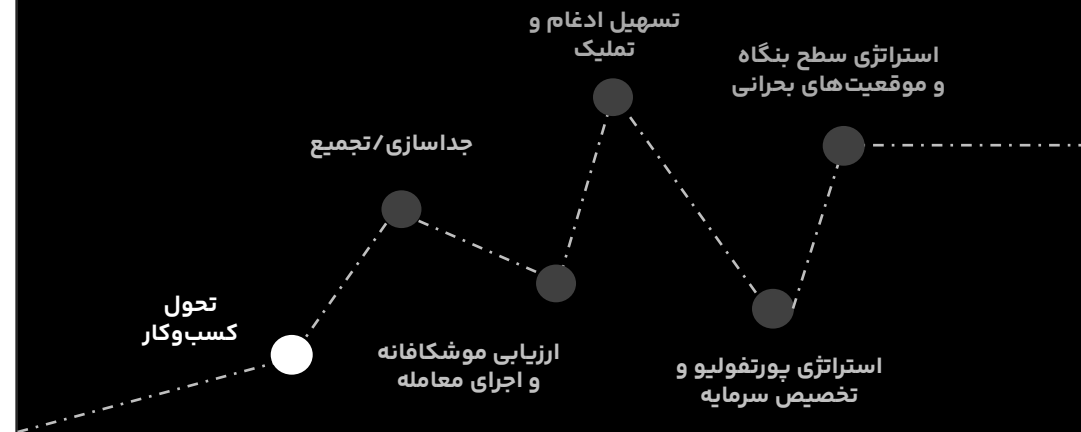 تسهیل ادغام و
تملیک
استراتژی سطح بنگاه
و موقعیت‌های بحرانی
جداسازی/تجمیع
تحول
کسب‌وکار
ارزیابی موشکافانه
و اجرای معامله
استراتژی پورتفولیو و
تخصیص سرمایه